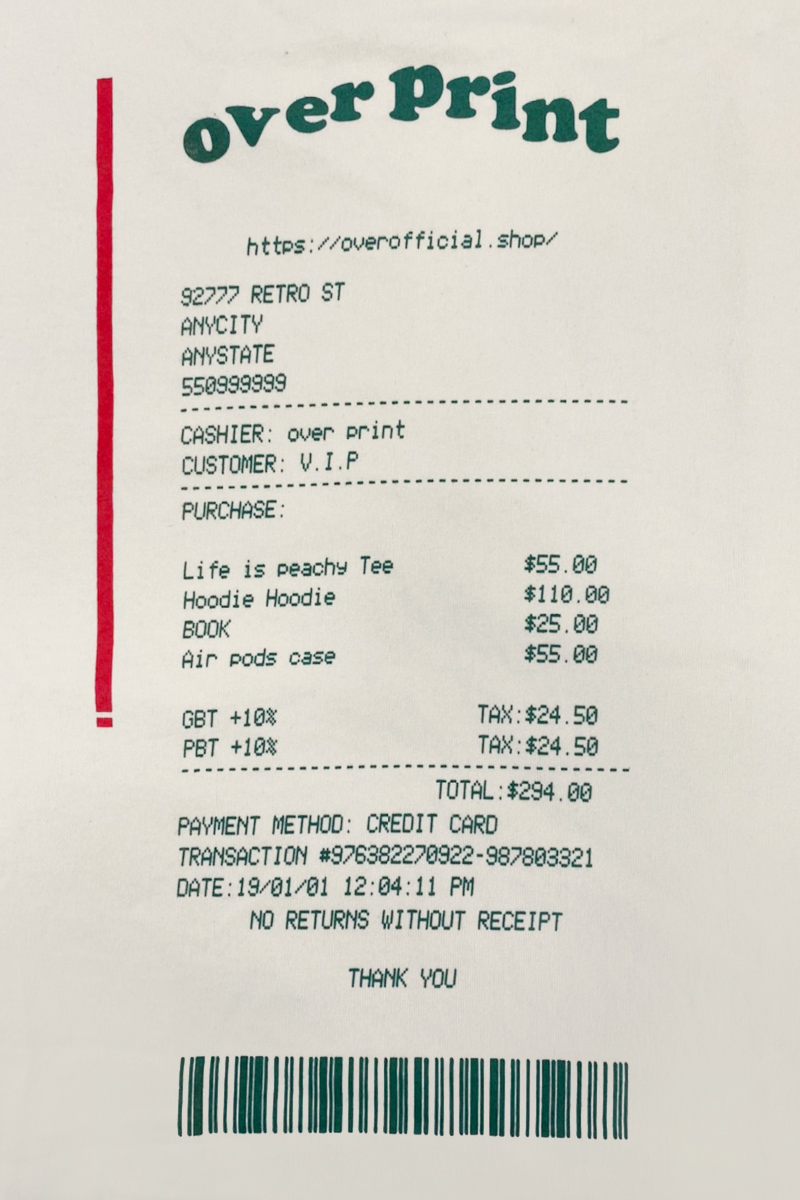 over print
https://overofficial.shop/
92777 RETRO ST
ANYCITY
ANYSTATE
550999999
CASHIER: over print
CUSTOMER: V.I.P
PURCHASE:
Life is peachy Tee $55.00
Hoodie Hoodie $110.00
BOOK $25.00
Air pods case $55.00
GBT +10% TAX:$24.50
PBT +10% TAX:$24.50
TOTAL:$294.00
PAYMENT METHOD: CREDIT CARD
TRANSACTION #976382270922-987803321
DATE:19/01/01 12:04:11 PM
NO RETURNS WITHOUT RECEIPT
THANK YOU